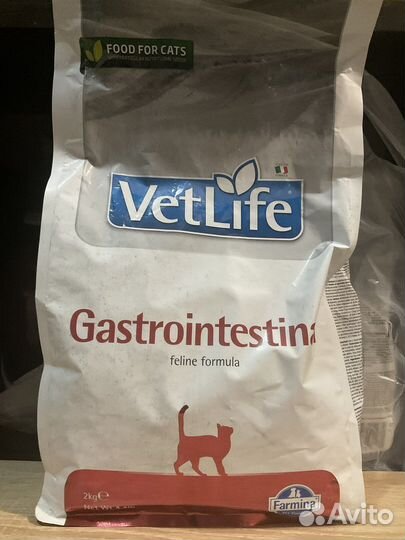 FOOD FOR CATS
VetLife
Gastrointestina
feline formula
2kg℮
Farmina
Avito